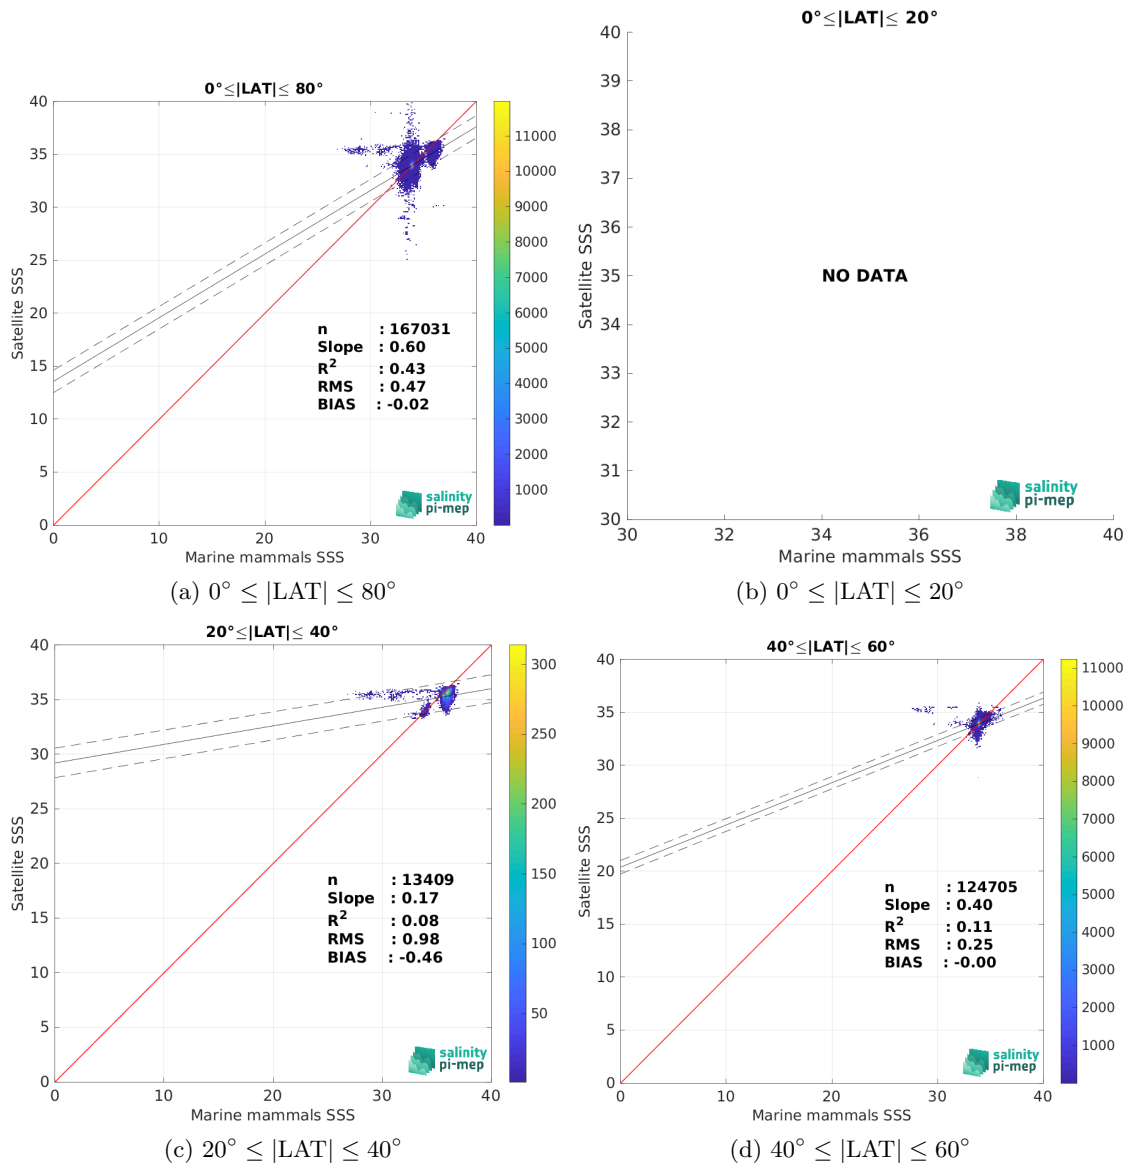 0°≤|LAT|≤ 80°
40
35
30
25
20
15
10
5
0
0
10
20
30
40
Satellite SSS
Marine mammals SSS
n : 167031
Slope : 0.60
R² : 0.43
RMS : 0.47
BIAS : -0.02
salinity
pi-mep
11000
10000
9000
8000
7000
6000
5000
4000
3000
2000
1000
(a) 0° ≤ |LAT| ≤ 80°
0°≤|LAT|≤ 20°
40
39
38
37
36
35
34
33
32
31
30
30
32
34
36
38
40
Satellite SSS
Marine mammals SSS
NO DATA
salinity
pi-mep
(b) 0° ≤ |LAT| ≤ 20°
20°≤|LAT|≤ 40°
40
35
30
25
20
15
10
5
0
0
10
20
30
40
Satellite SSS
Marine mammals SSS
n : 13409
Slope : 0.17
R² : 0.08
RMS : 0.98
BIAS : -0.46
salinity
pi-mep
300
250
200
150
100
50
(c) 20° ≤ |LAT| ≤ 40°
40°≤|LAT|≤ 60°
40
35
30
25
20
15
10
5
0
0
10
20
30
40
Satellite SSS
Marine mammals SSS
n : 124705
Slope : 0.40
R² : 0.11
RMS : 0.25
BIAS : -0.00
salinity
pi-mep
11000
10000
9000
8000
7000
6000
5000
4000
3000
2000
1000
(d) 40° ≤ |LAT| ≤ 60°